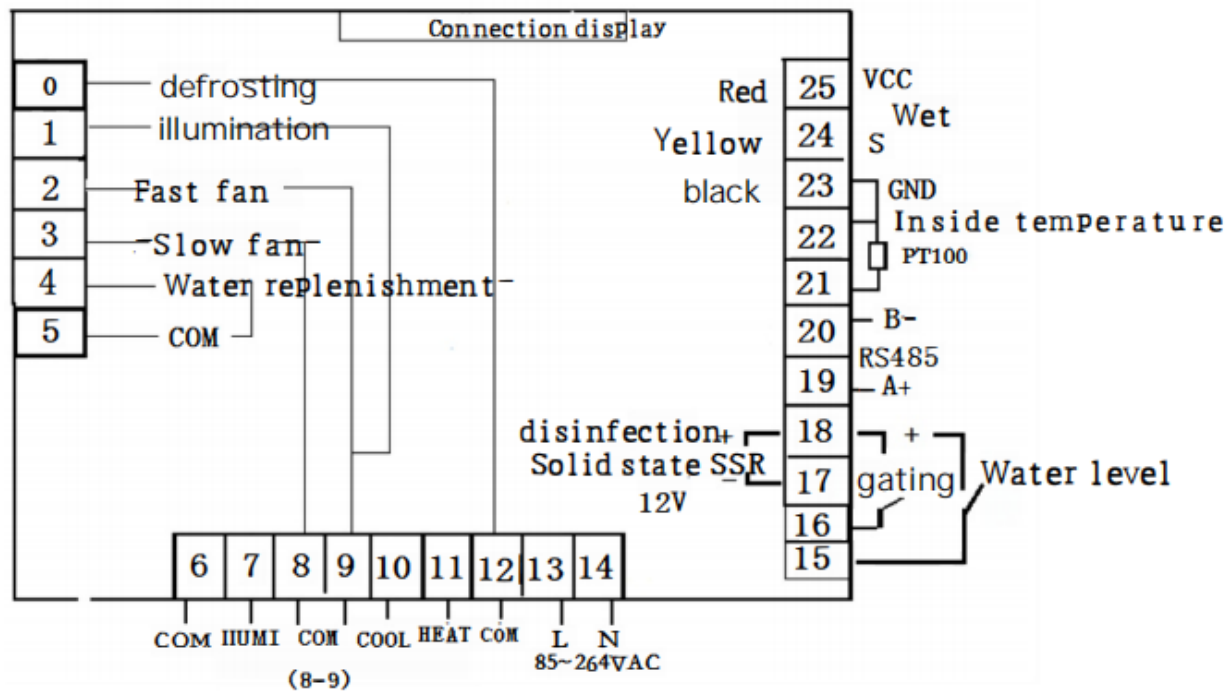 Connection display
0 defrosting
1 illumination
2 Fast fan
3 Slow fan
4 Water replenishment
5 COM
Red 25 VCC
Wet
Yellow 24 S
black 23 GND
22 Inside temperature
PT100
21
20 B-
RS485
19 A+
disinfection + 18 +
Solid state SSR - 17 gating Water level
12V
16
15
6 7 8 9 10 11 12 13 14
COM HUMI COM COOL HEAT COM L N
85~264VAC
(8-9)